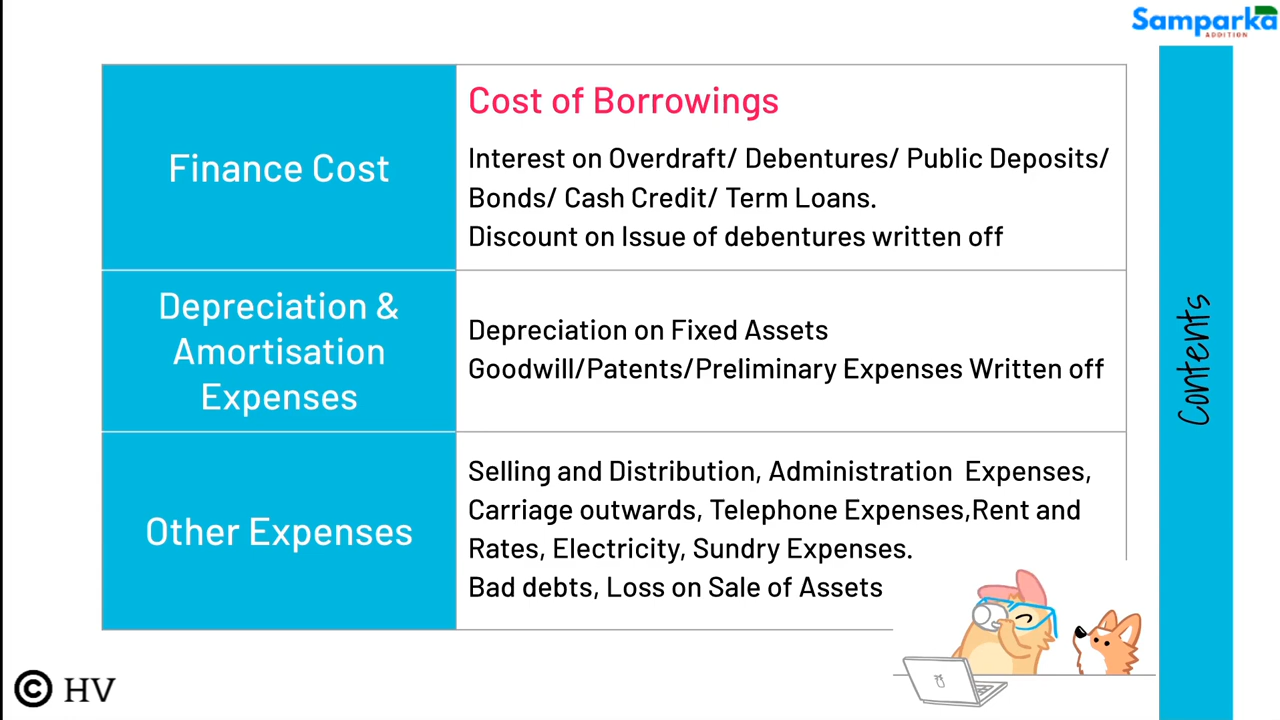 Samparka
ADDITION
Finance Cost
Cost of Borrowings
Interest on Overdraft/ Debentures/ Public Deposits/
Bonds/ Cash Credit/ Term Loans.
Discount on Issue of debentures written off
Depreciation &
Amortisation
Expenses
Depreciation on Fixed Assets
Goodwill/Patents/Preliminary Expenses Written off
Other Expenses
Selling and Distribution, Administration  Expenses,
Carriage outwards, Telephone Expenses,Rent and
Rates, Electricity, Sundry Expenses.
Bad debts, Loss on Sale of Assets
Contents
© HV